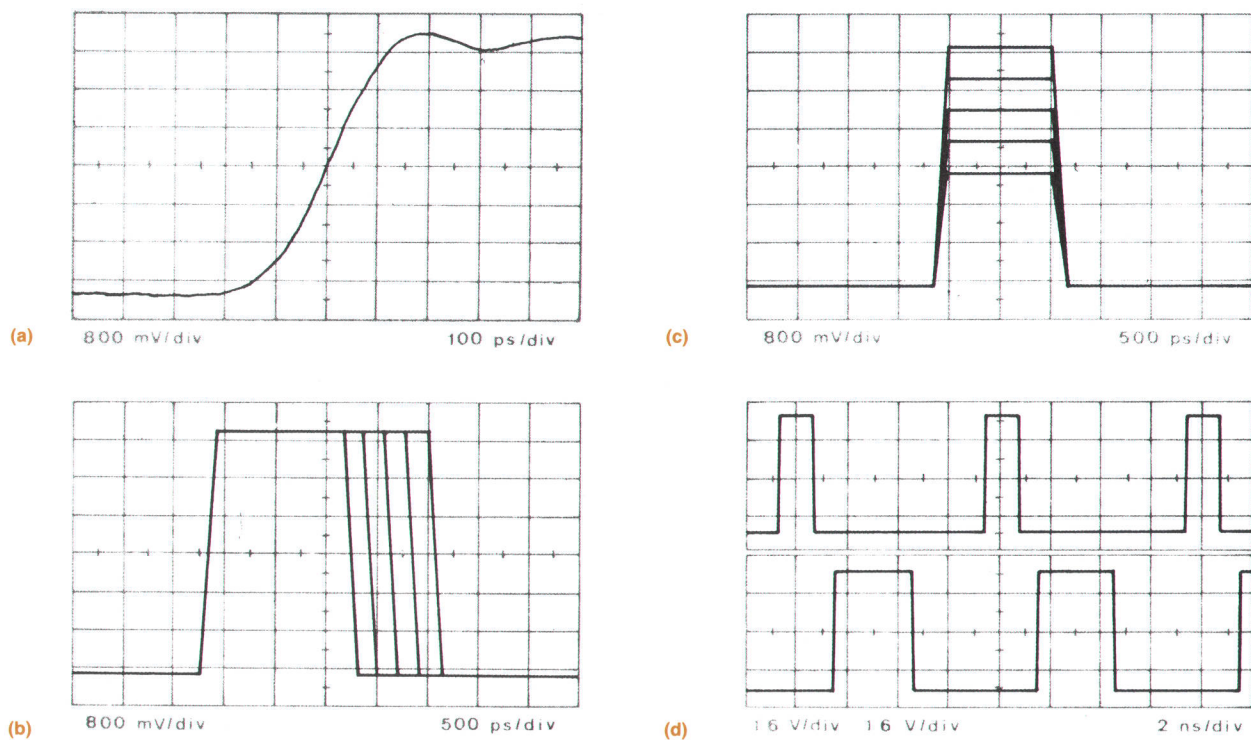 800 mV/div 100 ps/div
(a)
800 mV/div 500 ps/div
(c)
800 mV/div 500 ps/div
(b)
1.6 V/div 1.6 V/div 2 ns/div
(d)